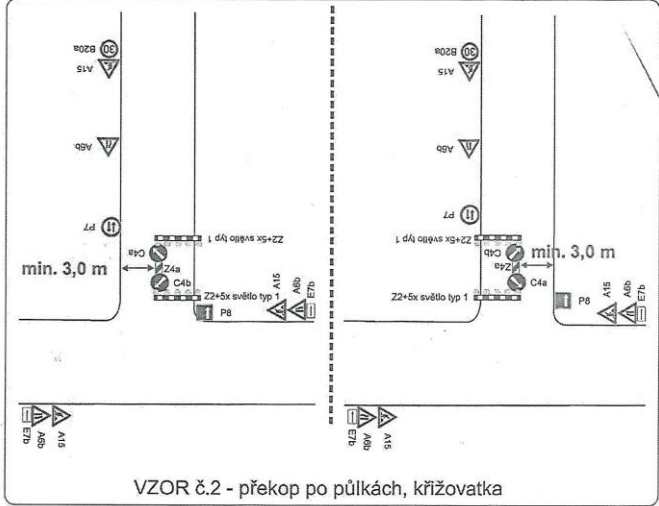 30
B20a
A15
A6b
P7
Z2+5x světlo typ 1
C4a
min. 3,0 m
Z4a
C4b
Z2+5x světlo typ 1
P8
A15
A6b
E7b
E7b
A6b
A15
30
B20a
A15
A6b
P7
Z2+5x světlo typ 1
C4b
min. 3,0 m
Z4a
C4a
Z2+5x světlo typ 1
P8
A15
A6b
E7b
E7b
A6b
A15
VZOR č.2 - překop po půlkách, křižovatka